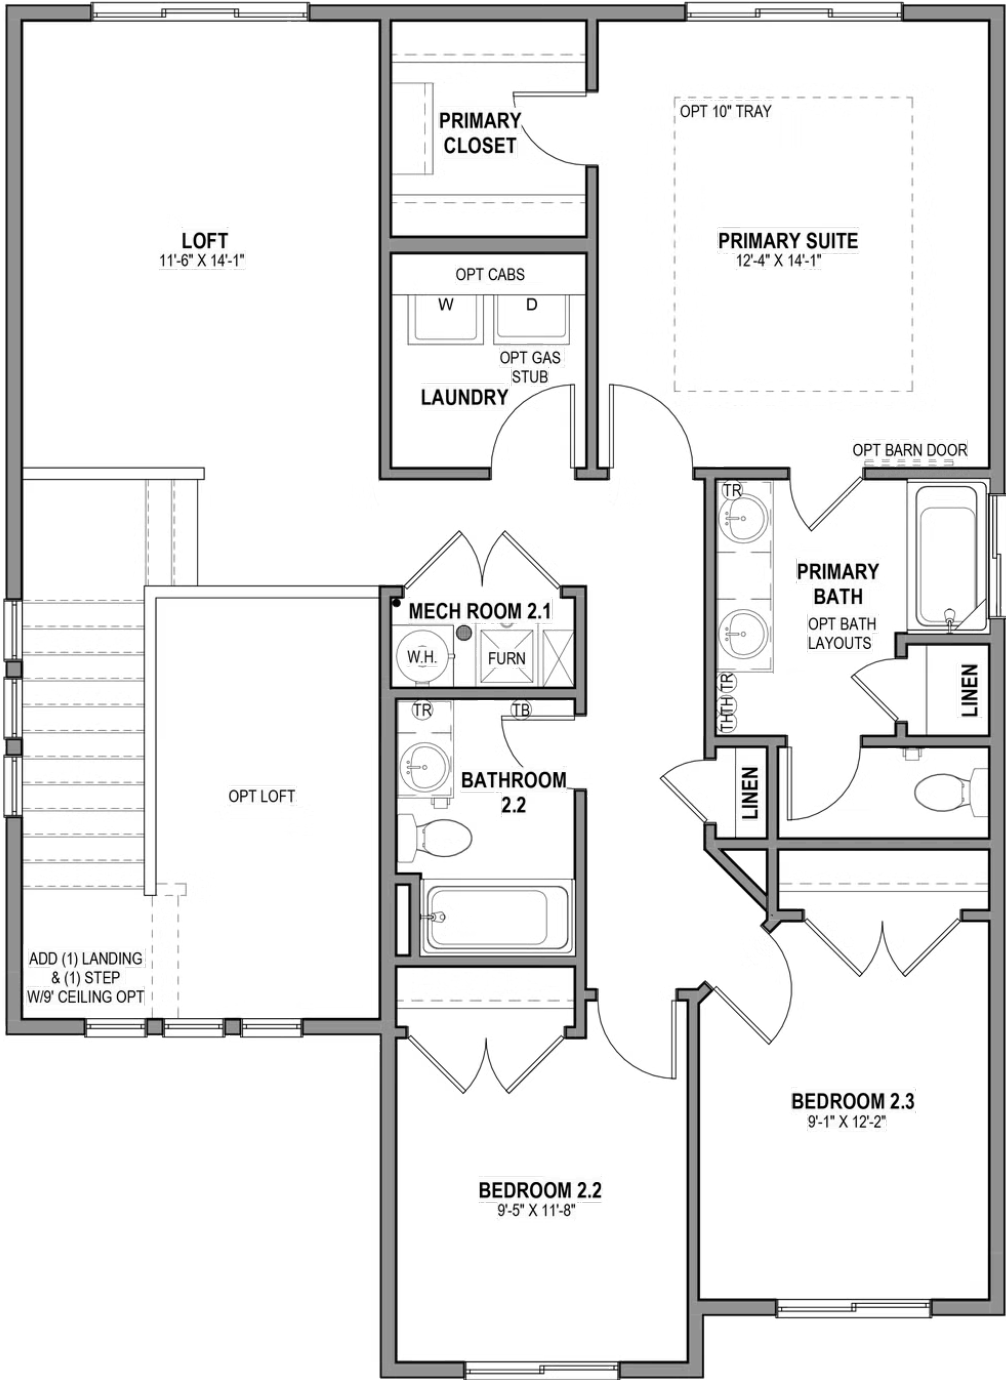 OPT 10" TRAY
PRIMARY
CLOSET
LOFT
11'-6" X 14'-1"
PRIMARY SUITE
12'-4" X 14'-1"
OPT CABS
W
D
OPT GAS
STUB
LAUNDRY
OPT BARN DOOR
TR
PRIMARY
BATH
OPT BATH
LAYOUTS
MECH ROOM 2.1
W.H.
FURN
TR
TH
TH
LINEN
TR
TB
BATHROOM
2.2
LINEN
OPT LOFT
ADD (1) LANDING
& (1) STEP
W/9' CEILING OPT
BEDROOM 2.3
9'-1" X 12'-2"
BEDROOM 2.2
9'-5" X 11'-8"